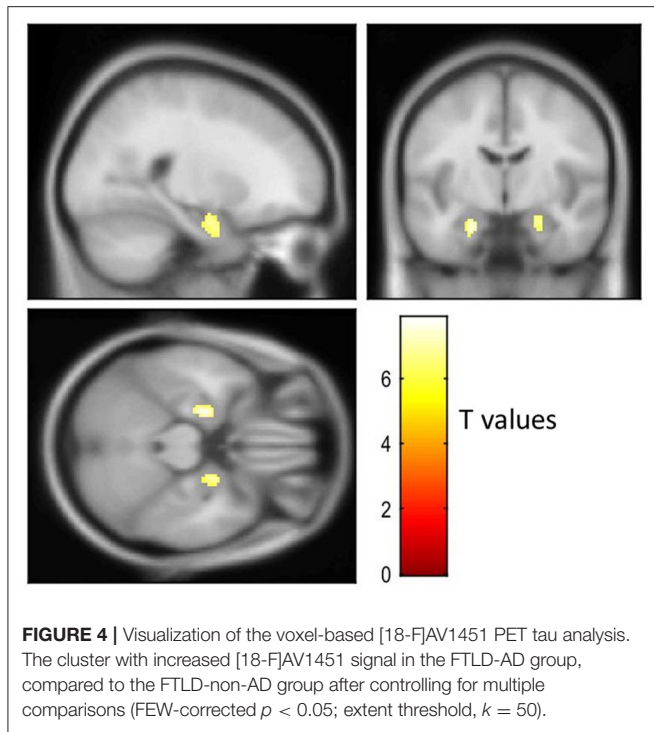 6
4
T values
2
0
FIGURE 4 | Visualization of the voxel-based [18-F]AV1451 PET tau analysis.
The cluster with increased [18-F]AV1451 signal in the FTLD-AD group,
compared to the FTLD-non-AD group after controlling for multiple
comparisons (FEW-corrected p < 0.05; extent threshold, k = 50).